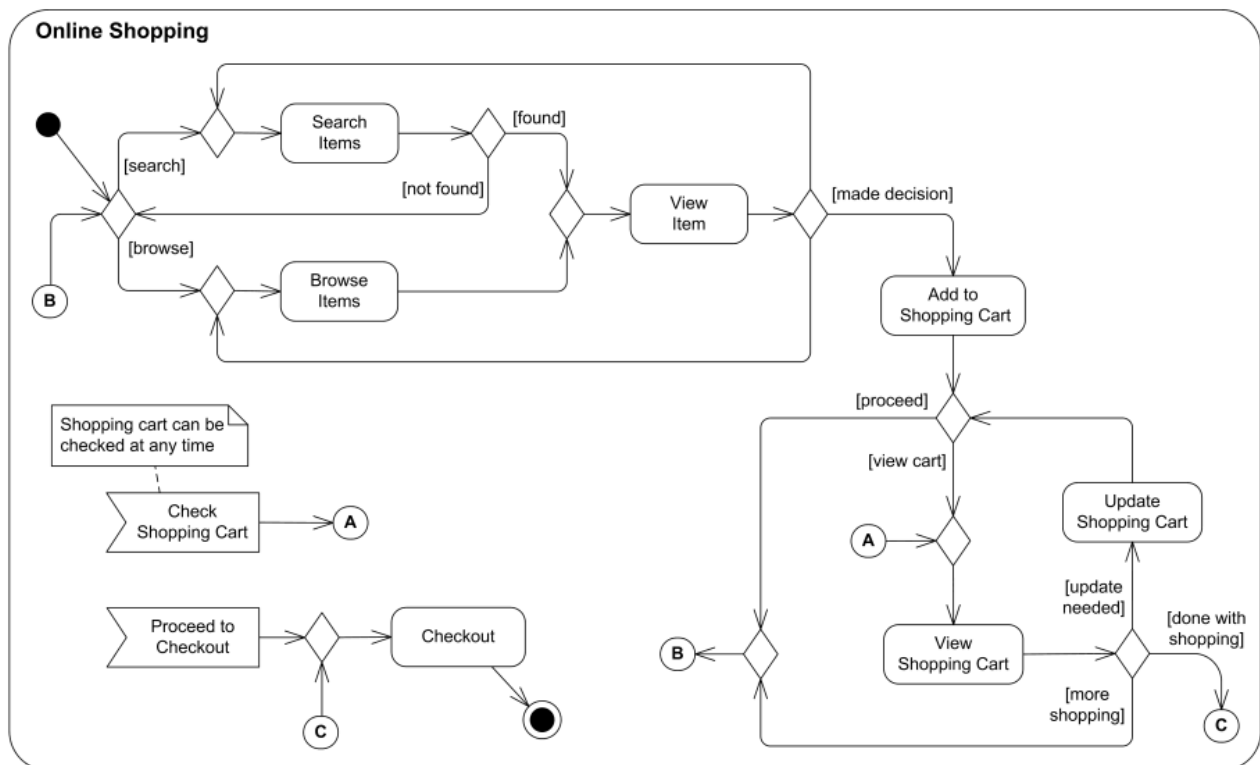 Online Shopping
Search
Items
[found]
[search]
[not found]
[made decision]
View
Item
[browse]
Browse
Items
B
Add to
Shopping Cart
Shopping cart can be
checked at any time
[proceed]
[view cart]
Check
Shopping Cart
A
Update
Shopping Cart
A
[update
needed]
[done with
shopping]
Proceed to
Checkout
Checkout
View
Shopping Cart
B
[more
shopping]
C
C